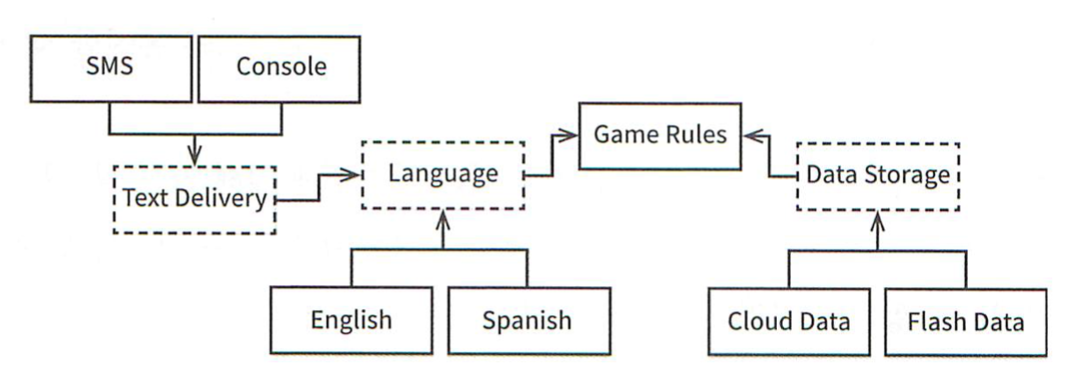 SMS
Console
Game Rules
Language
Data Storage
Text Delivery
English
Spanish
Cloud Data
Flash Data